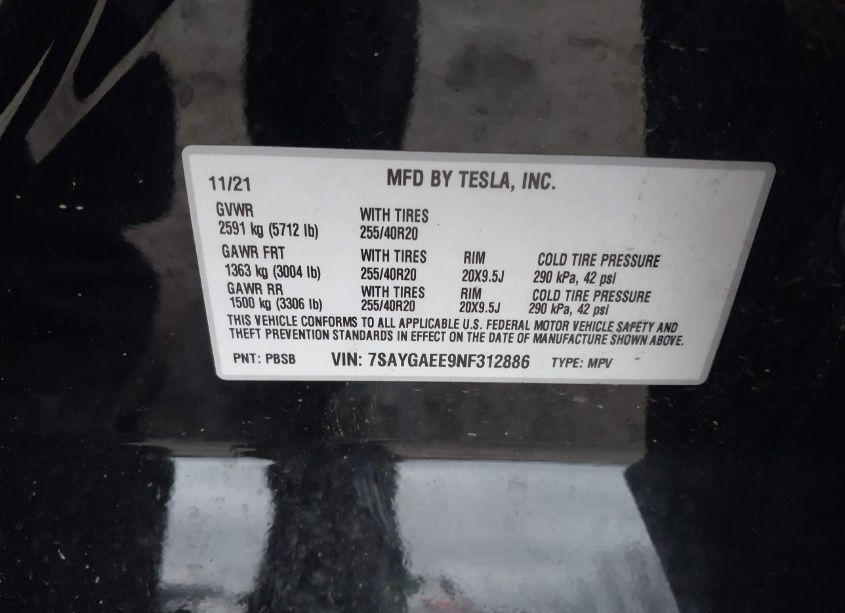 11/21 MFD BY TESLA, INC.
GVWR WITH TIRES
2591 kg (5712 lb) 255/40R20
GAWR FRT WITH TIRES RIM COLD TIRE PRESSURE
1363 kg (3004 lb) 255/40R20 20X9.5J 290 kPa, 42 psi
GAWR RR WITH TIRES RIM COLD TIRE PRESSURE
1500 kg (3306 lb) 255/40R20 20X9.5J 290 kPa, 42 psi
THIS VEHICLE CONFORMS TO ALL APPLICABLE U.S. FEDERAL MOTOR VEHICLE SAFETY AND
THEFT PREVENTION STANDARDS IN EFFECT ON THE DATE OF MANUFACTURE SHOWN ABOVE.
PNT: PBSB VIN: 7SAYGAEE9NF312886 TYPE: MPV